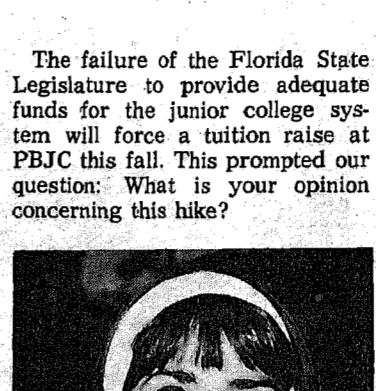 The failure of the Florida State
Legislature to provide adequate
funds for the junior college sys-
tem will force a tuition raise at
PBJC this fall. This prompted our
question: What is your opinion
concerning this hike?